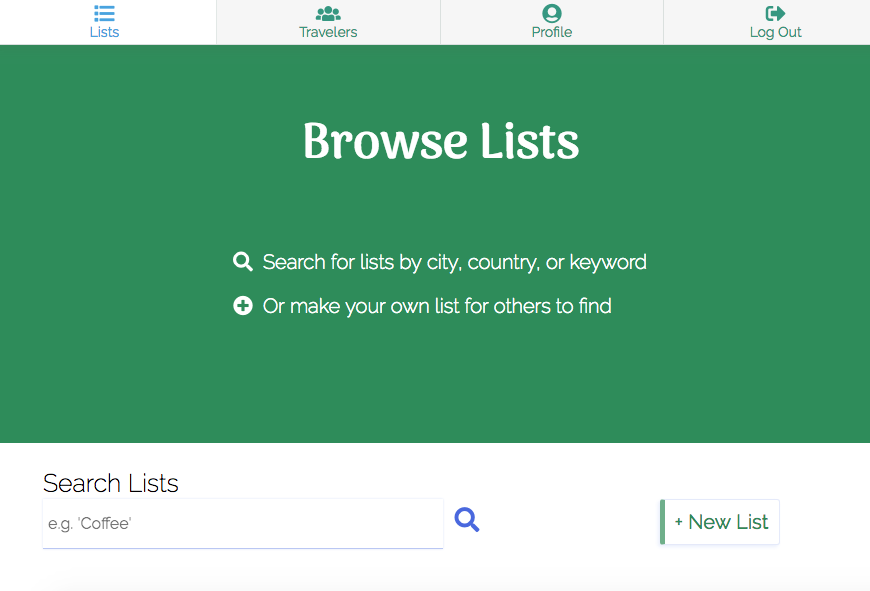 Lists
Travelers
Profile
Log Out
Browse Lists
Search for lists by city, country, or keyword
Or make your own list for others to find
Search Lists
e.g. 'Coffee'
+ New List